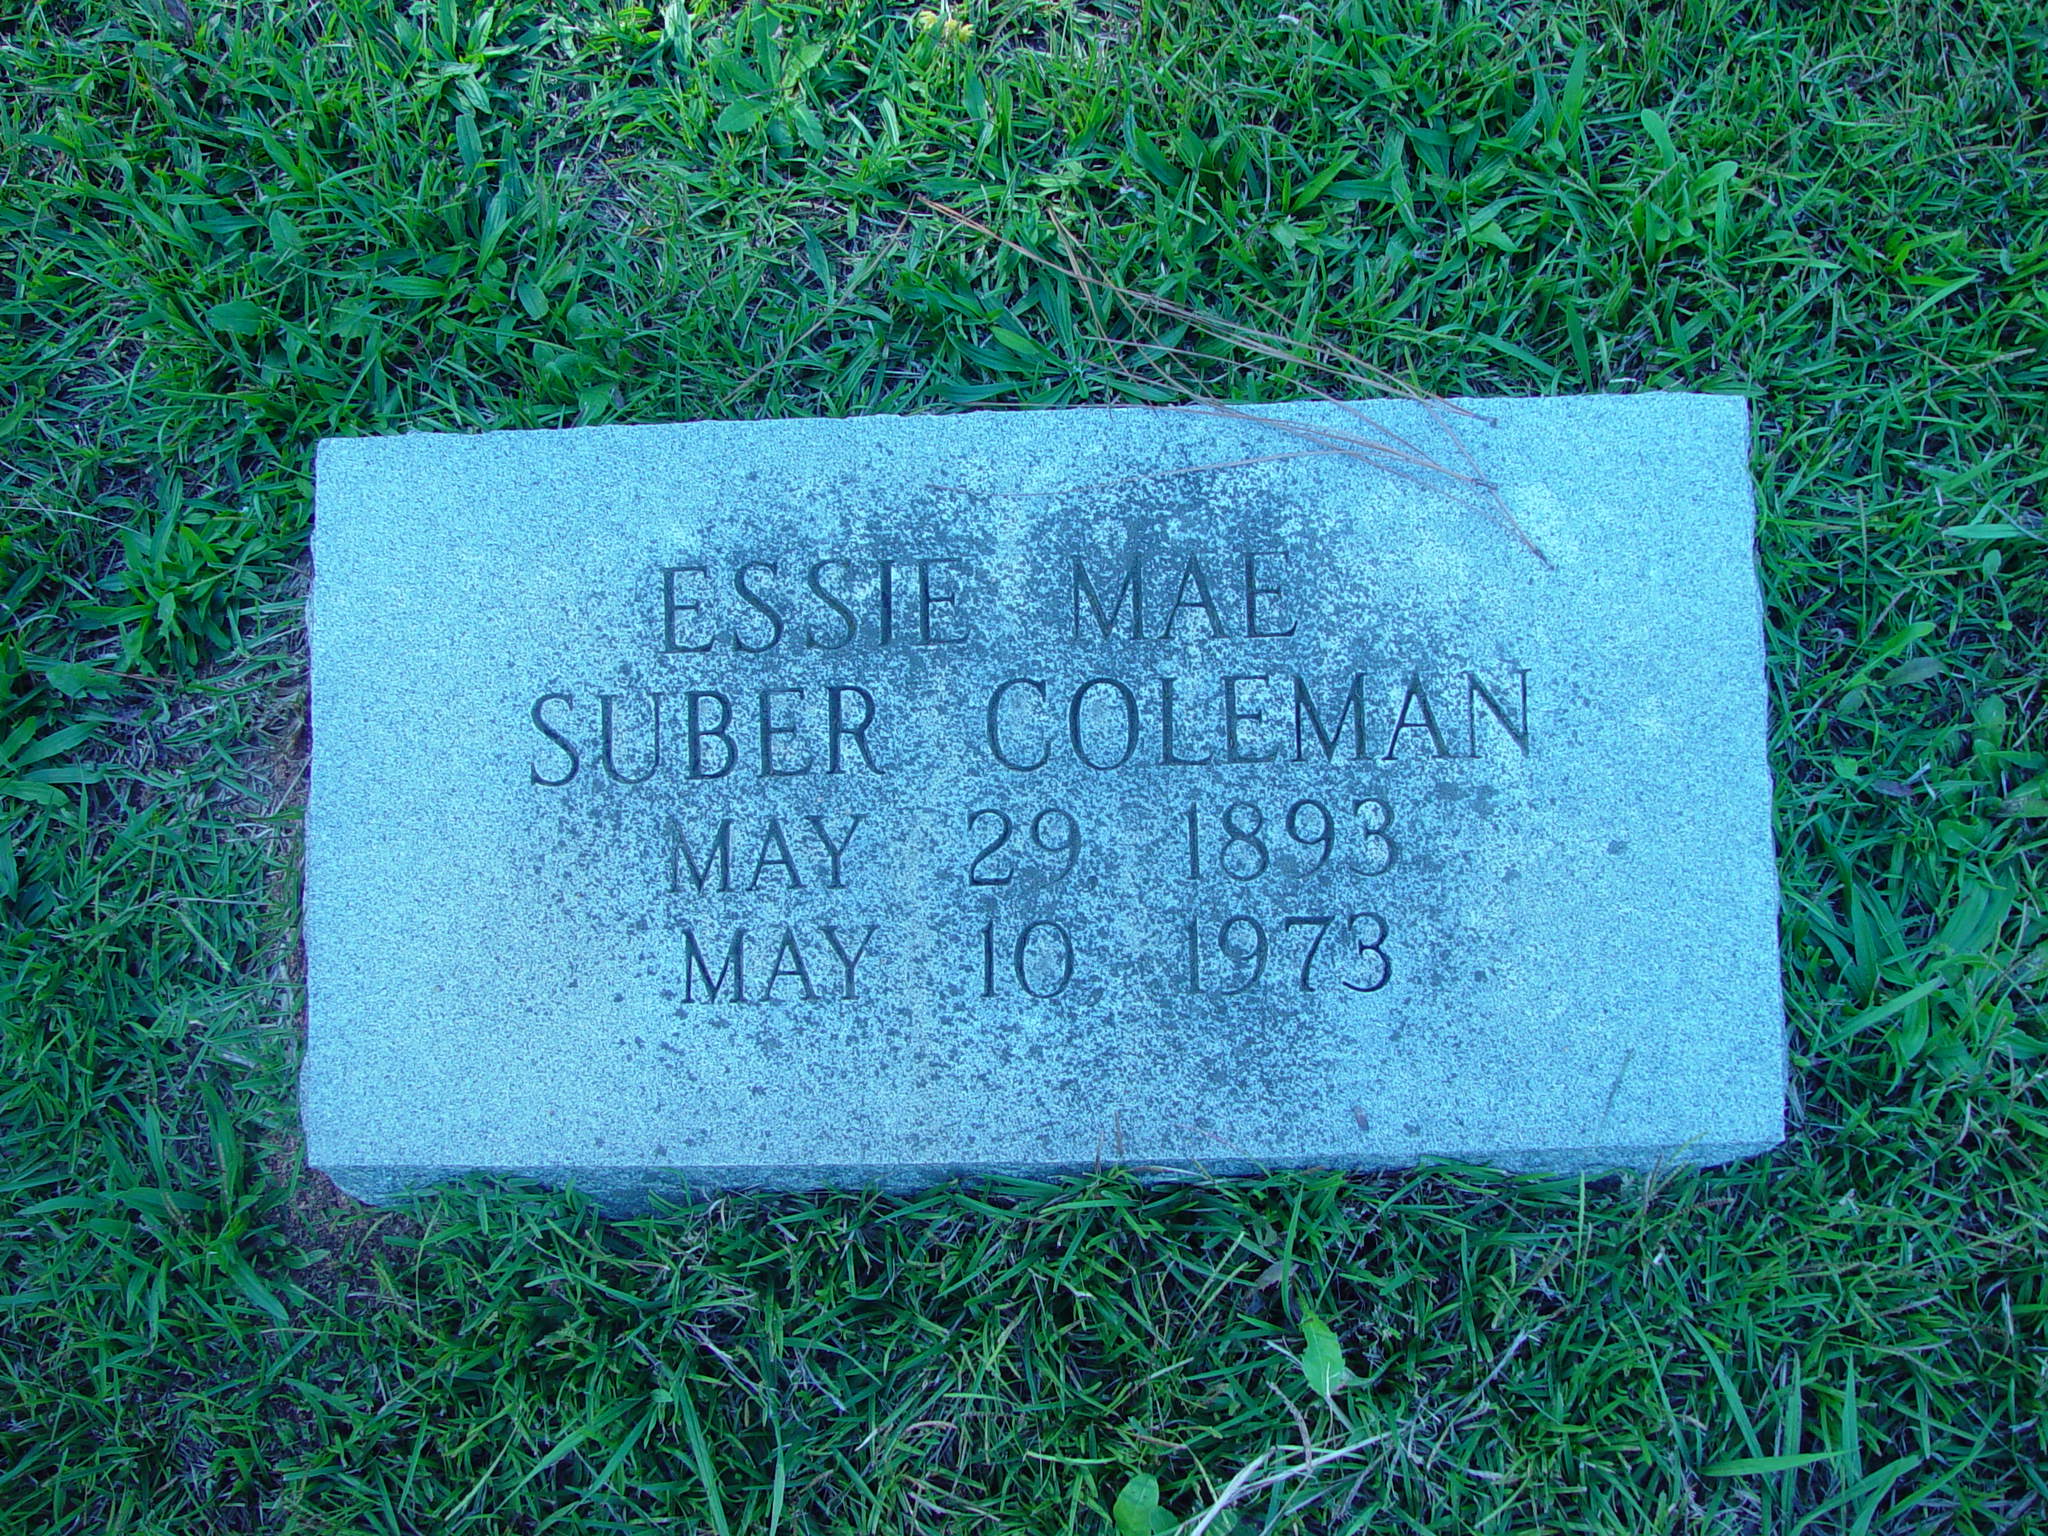 ESSIE MAE
SUBER COLEMAN
MAY 29, 1893
MAY 10, 1973